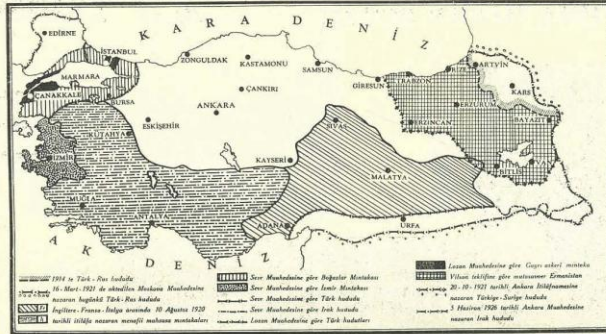 KARA DENİZ
EDİRNE
İSTANBUL
ZONGULDAK
KASTAMONU
SAMSUN
RİZE
ARTVİN
MARMARA
ÇANAKKALE
BURSA
ÇANKIRI
GİRESUN
TRABZON
KARS
ANKARA
ERZURUM
BAYAZIT
ESKİŞEHİR
SIVAS
ERZİNCAN
KÜTAHYA
İZMİR
KAYSERİ
MALATYA
BİTLİS
VAN
MUĞLA
ANTALYA
ADANA
URFA
AK DENİZ
1914 te Türk - Rus hududu
16-Mart-1921 de akdedilen Moskova Muahedesine
nazaran bugünkü Türk-Rus hududu
İngiltere-Fransa-İtalya arasında 10 Ağustos 1920
tarihli itilâfa nazaran menafii mahsusa mıntakaları
Sevr Muahedesine göre Boğazlar Mıntakası
Sevr Muahedesine göre İzmir Mıntakası
Sevr Muahedesine göre Türk hududu
Sevr Muahedesine göre Irak hududu
Lozan Muahedesine göre Türk hudutları
Lozan Muahedesine göre Gayrı askerî mıntaka
Vilson teklifine göre mutasavver Ermenistan
20-10-1921 tarihli Ankara İtilâfnamesine
nazaran Türkiye-Suriye hududu
5 Haziran 1926 tarihli Ankara Muahedesine
nazaran Irak hududu